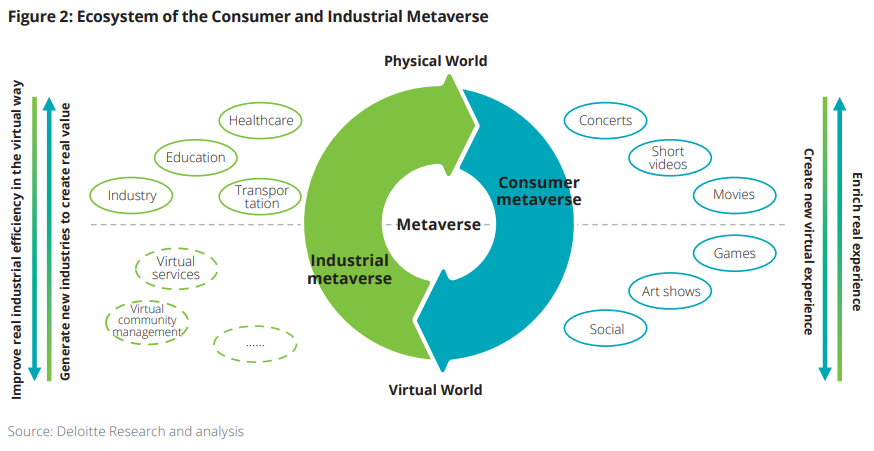 Figure 2: Ecosystem of the Consumer and Industrial Metaverse
Physical World
Improve real industrial efficiency in the virtual way
Generate new industries to create real value
Healthcare
Education
Industry
Transpor
tation
Virtual
services
Virtual
community
management
......
Industrial
metaverse
Metaverse
Consumer
metaverse
Concerts
Short
videos
Movies
Games
Art shows
Social
Create new virtual experience
Enrich real experience
Virtual World
Source: Deloitte Research and analysis